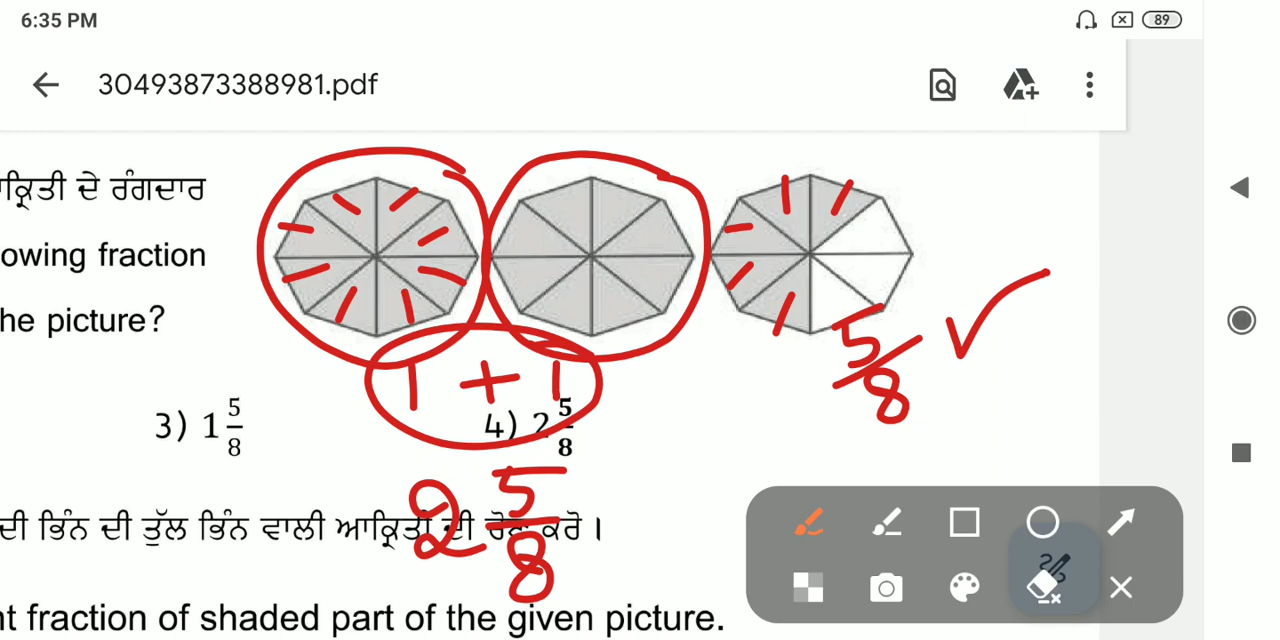 6:35 PM
89
30493873388981.pdf
ਕ੍ਰਿਤੀ ਦੇ ਰੰਗਦਾਰ
owing fraction
he picture?
5/8
1 + 1
3) 1 5/8
4) 2 5/8
2 5/8
ਦੀ ਭਿੰਨ ਦੀ ਤੁੱਲ ਭਿੰਨ ਵਾਲੀ ਆਕ੍ਰਿਤੀ ਦੀ ਚੋਣ ਕਰੋ।
nt fraction of shaded part of the given picture.